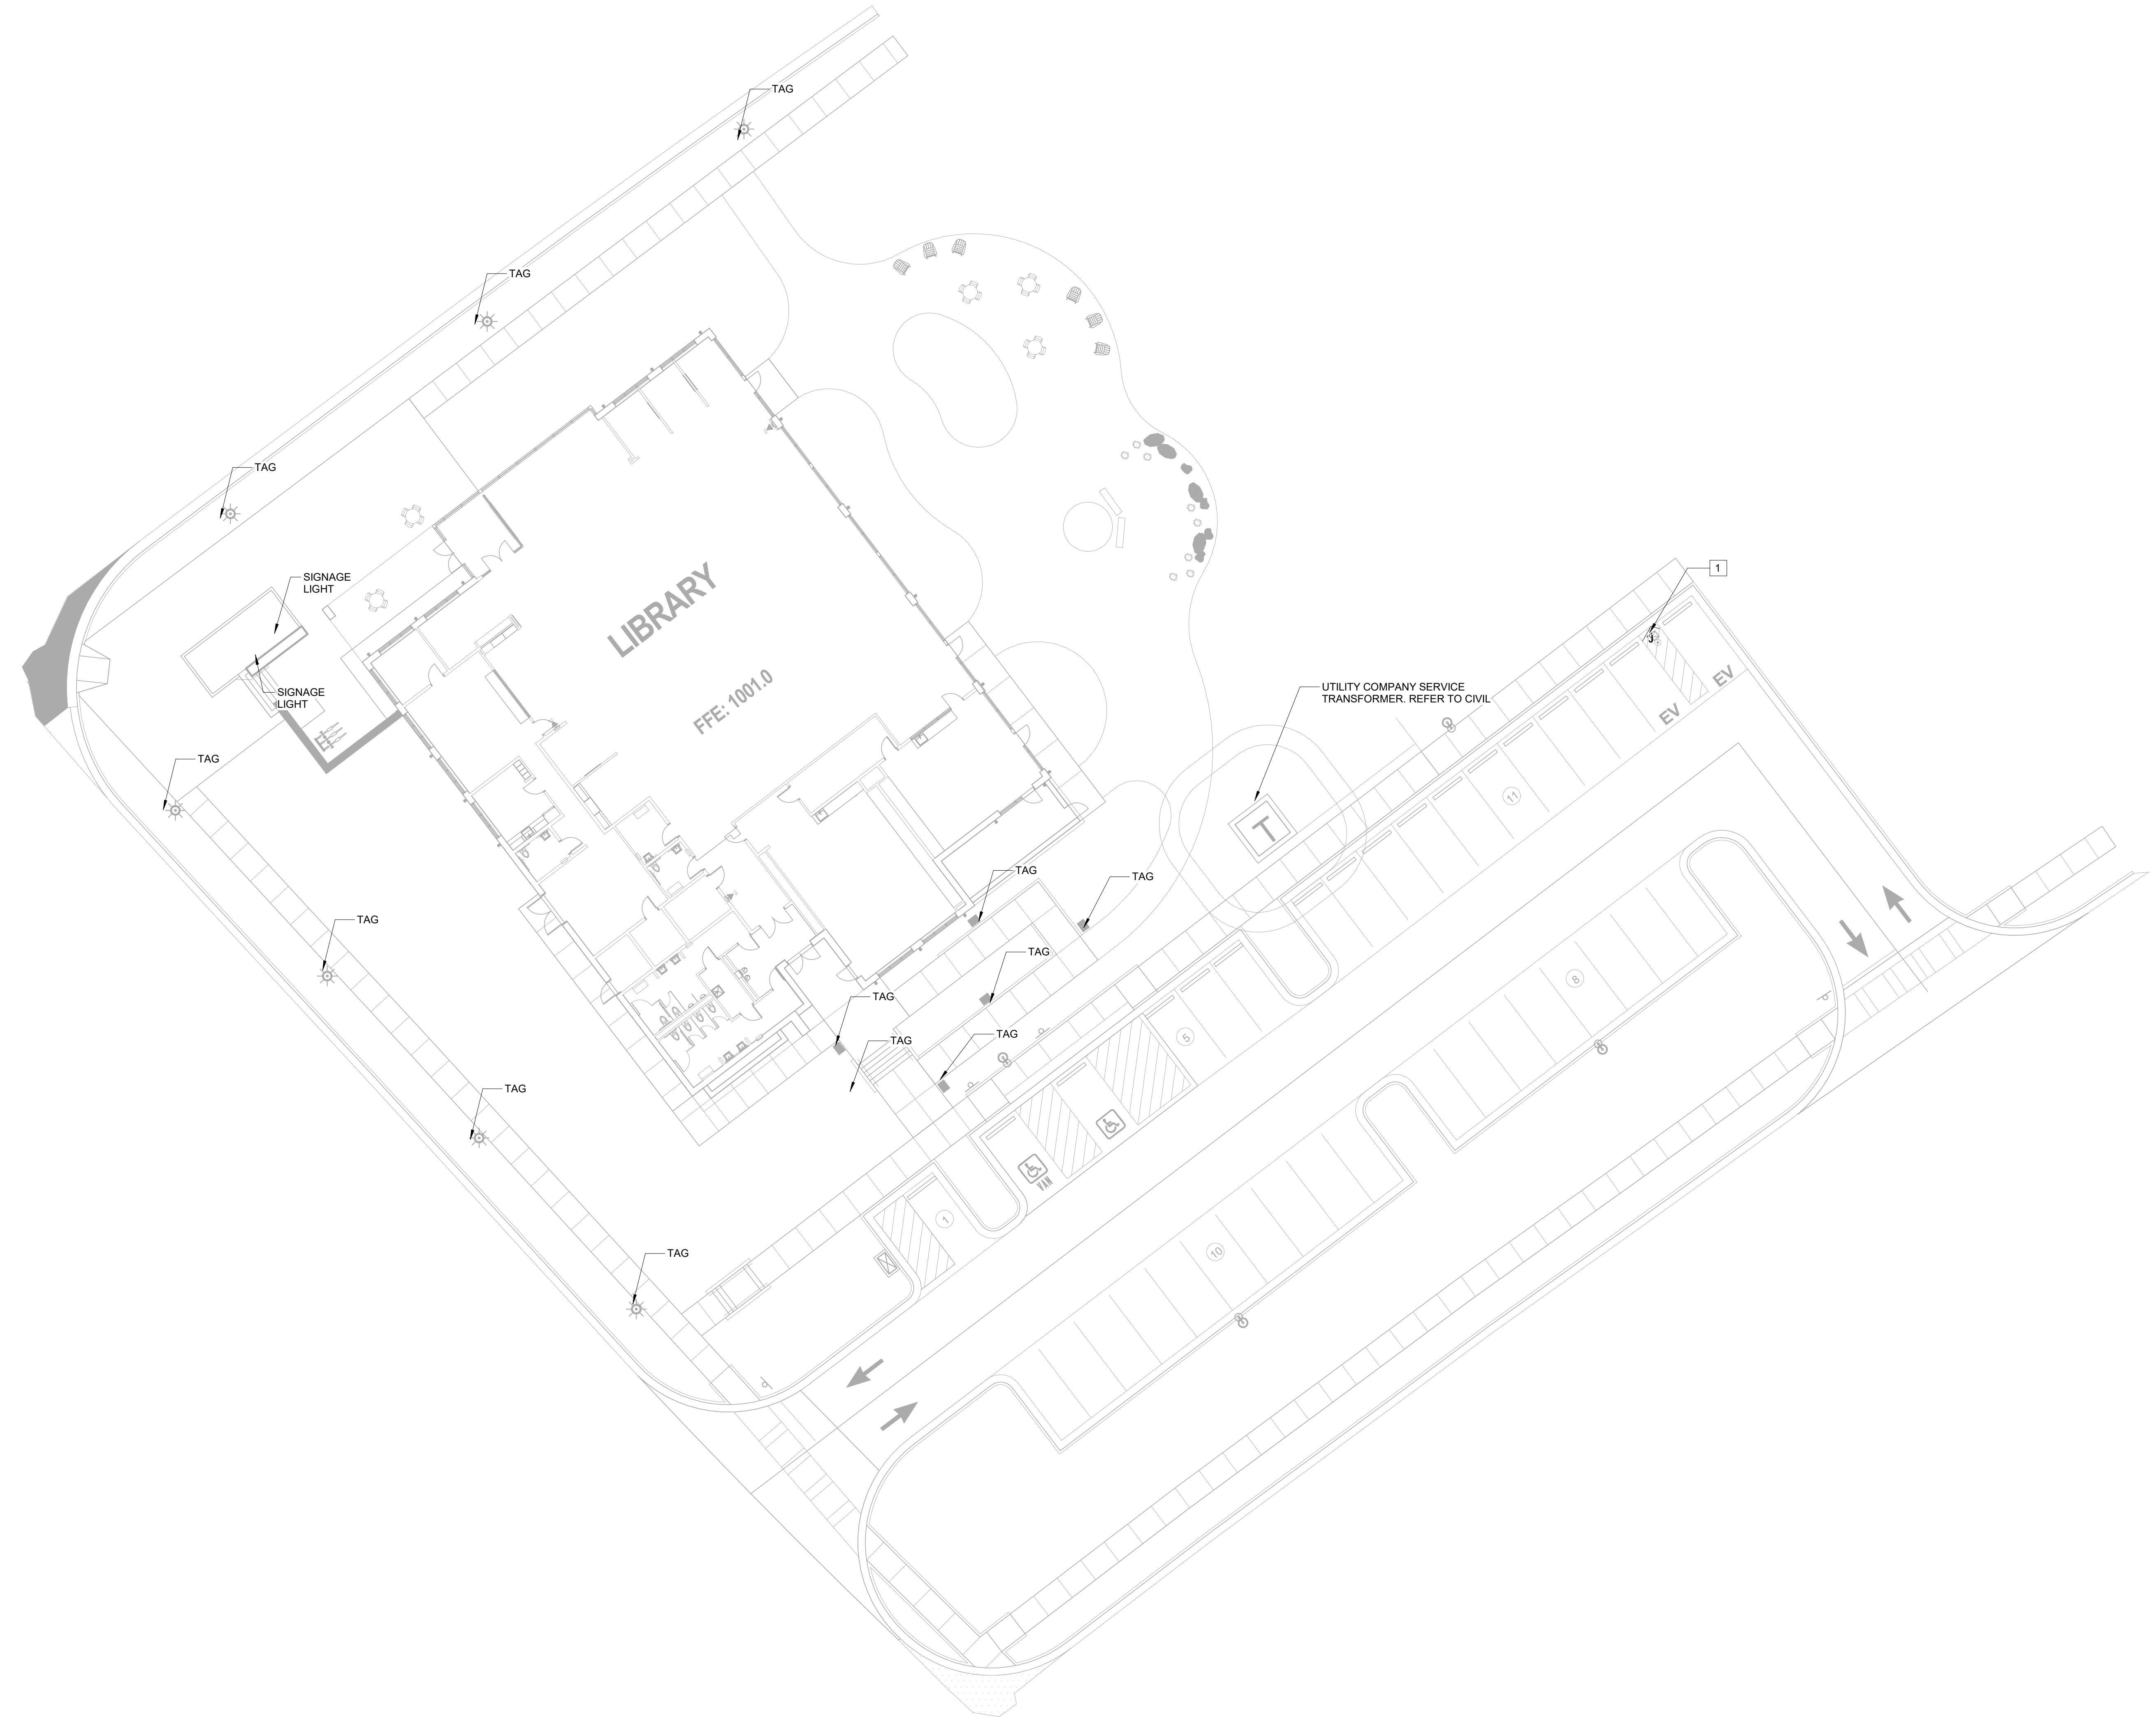 TAG
TAG
TAG
SIGNAGE
LIGHT
SIGNAGE
LIGHT
LIBRARY
FFE: 1001.0
1
EV
EV
UTILITY COMPANY SERVICE
TRANSFORMER. REFER TO CIVIL
T
11
TAG
TAG
TAG
TAG
TAG
TAG
TAG
TAG
TAG
TAG
TAG
8
5
VAN
1
10